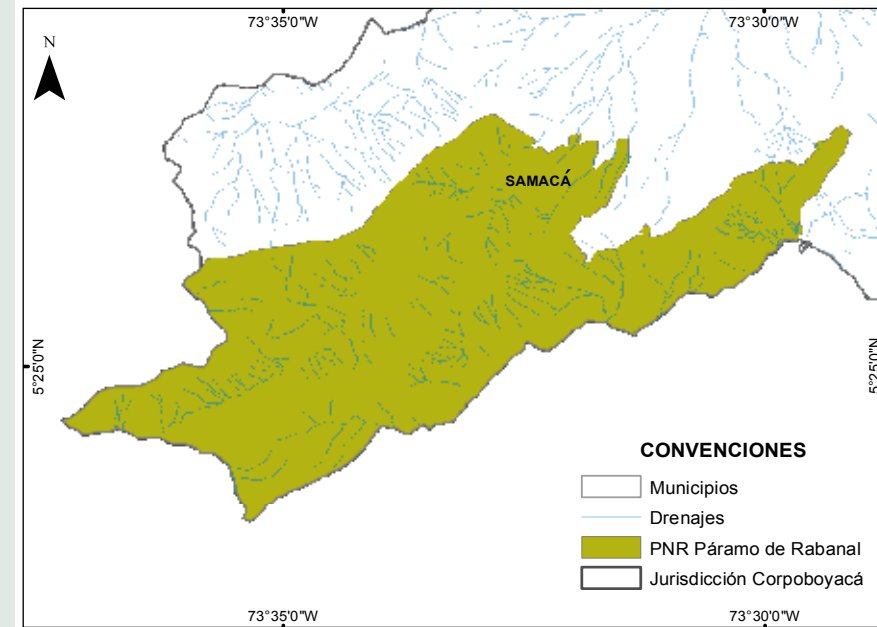 73°35'0"W
73°30'0"W
N
SAMACÁ
5°25'0"N
5°25'0"N
CONVENCIONES
Municipios
Drenajes
PNR Páramo de Rabanal
Jurisdicción Corpoboyacá
73°35'0"W
73°30'0"W